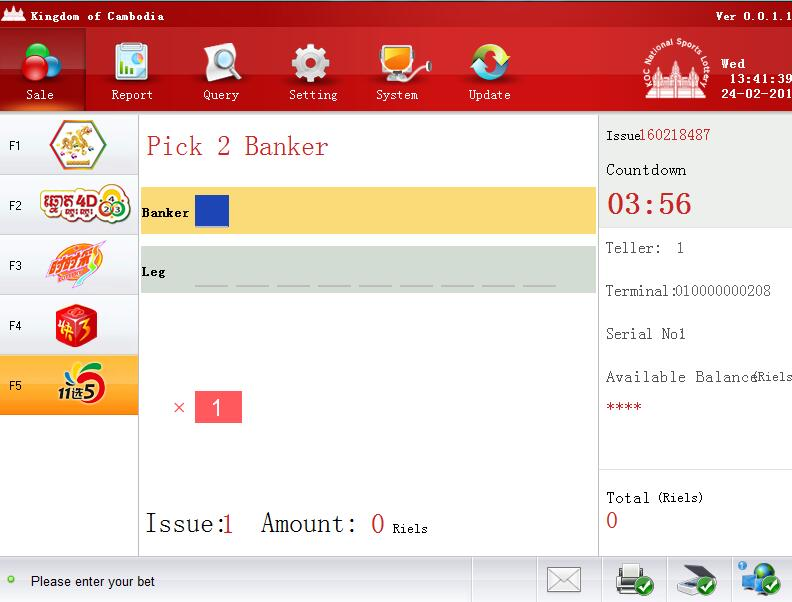 Kingdom of Cambodia
Ver 0.0.1.1
Sale
Report
Query
Setting
System
Update
KOC National Sports Lottery
Wed
13:41:39
24-02-201
F1
F2
ឆ្នោត 4D
F3
F4
快3
F5
11选5
Pick 2 Banker
Banker
Leg
× 1
Issue:1 Amount: 0 Riels
Issue160218487
Countdown
03:56
Teller: 1
Terminal:010000000208
Serial No1
Available Balance(Riels
****
Total (Riels)
0
Please enter your bet